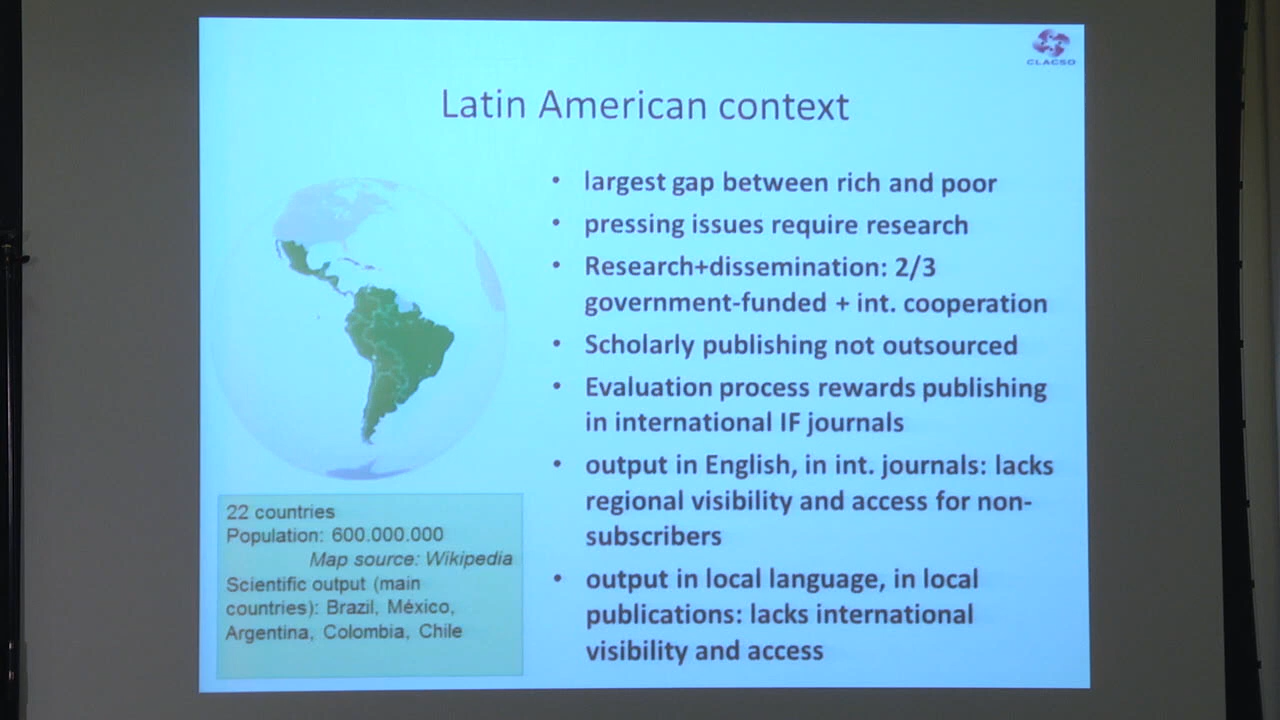 CLACSO
Latin American context
• largest gap between rich and poor
• pressing issues require research
• Research+dissemination: 2/3
government-funded + int. cooperation
• Scholarly publishing not outsourced
• Evaluation process rewards publishing
in international IF journals
• output in English, in int. journals: lacks
regional visibility and access for non-
subscribers
• output in local language, in local
publications: lacks international
visibility and access
22 countries
Population: 600.000.000
Map source: Wikipedia
Scientific output (main
countries): Brazil, México,
Argentina, Colombia, Chile